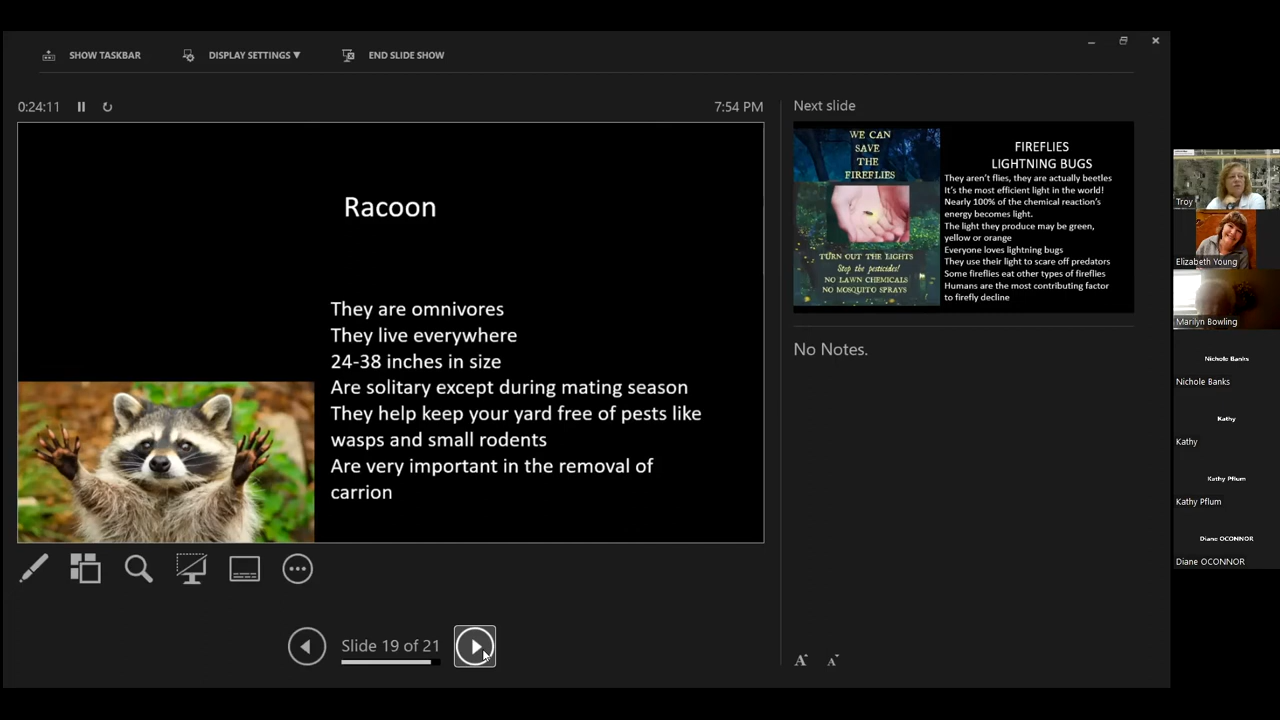 SHOW TASKBAR
DISPLAY SETTINGS ▼
END SLIDE SHOW
0:24:11
7:54 PM
Racoon
They are omnivores
They live everywhere
24-38 inches in size
Are solitary except during mating season
They help keep your yard free of pests like
wasps and small rodents
Are very important in the removal of
carrion
Slide 19 of 21
Next slide
WE CAN
SAVE
THE
FIREFLIES
TURN OUT THE LIGHTS
Stop the pesticides!
NO LAWN CHEMICALS
NO MOSQUITO SPRAYS
FIREFLIES
LIGHTNING BUGS
They aren't flies, they are actually beetles
It's the most efficient light in the world!
Nearly 100% of the chemical reaction's
energy becomes light.
The light they produce may be green,
yellow or orange
Everyone loves lightning bugs
They use their light to scare off predators
Some fireflies eat other types of fireflies
Humans are the most contributing factor
to firefly decline
No Notes.
A A
Troy
Elizabeth Young
Marilyn Bowling
Nichole Banks
Nichole Banks
Kathy
Kathy
Kathy Pflum
Kathy Pflum
Diane OCONNOR
Diane OCONNOR